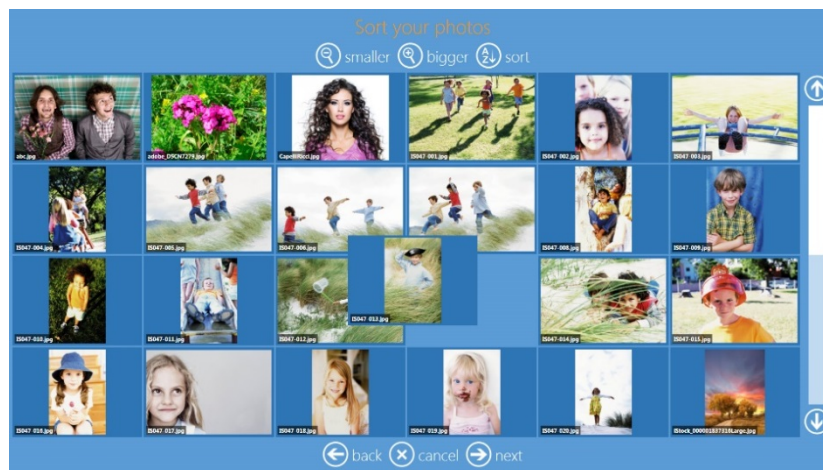 Sort your photos
smaller bigger sort
abc.jpg
adobe_DSCN7279.jpg
IS047-001.jpg
IS047-002.jpg
IS047-003.jpg
IS047-004.jpg
IS047-005.jpg
IS047-006.jpg
IS047-008.jpg
IS047-009.jpg
IS047-013.jpg
IS047-010.jpg
IS047-011.jpg
IS047-012.jpg
IS047-014.jpg
IS047-015.jpg
IS047-016.jpg
IS047-017.jpg
IS047-018.jpg
IS047-019.jpg
IS047-020.jpg
back cancel next